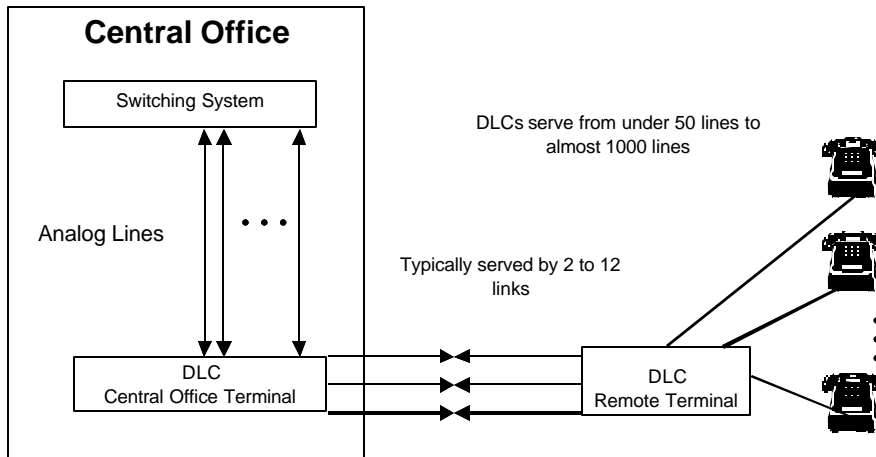 Central Office
Switching System
DLCs serve from under 50 lines to
almost 1000 lines
Analog Lines
Typically served by 2 to 12
links
DLC
Central Office Terminal
DLC
Remote Terminal